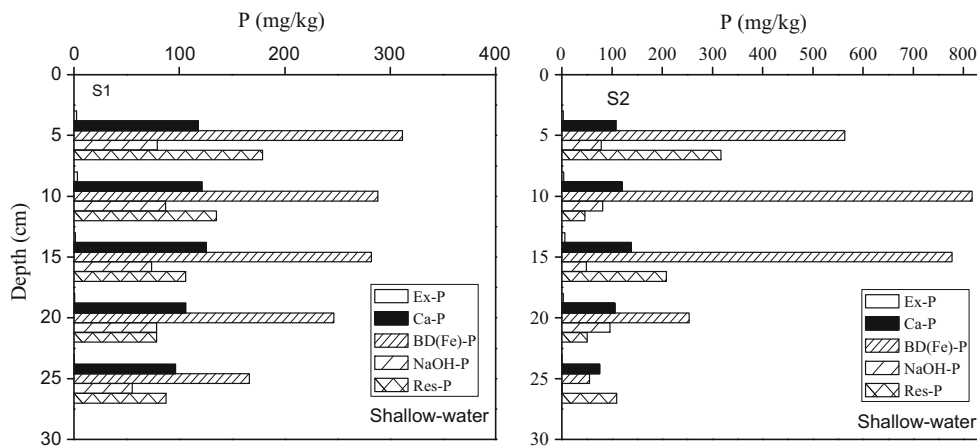 P (mg/kg)
0 100 200 300 400
0
5
10
15
20
25
30
Depth (cm)
S1
Ex-P
Ca-P
BD(Fe)-P
NaOH-P
Res-P
Shallow-water
P (mg/kg)
0 100 200 300 400 500 600 700 800
0
5
10
15
20
25
30
S2
Ex-P
Ca-P
BD(Fe)-P
NaOH-P
Res-P
Shallow-water